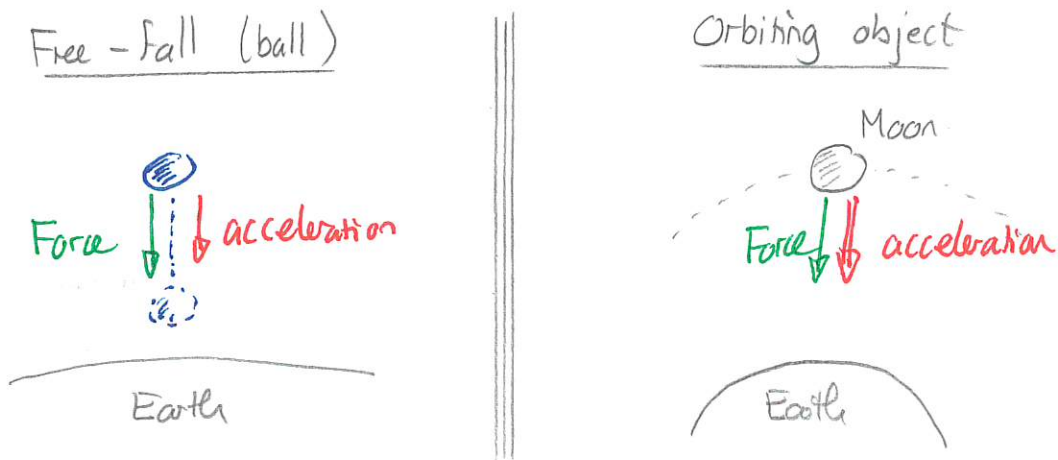 Free-fall (ball)
Force
acceleration
Earth
Orbiting object
Moon
Force
acceleration
Earth